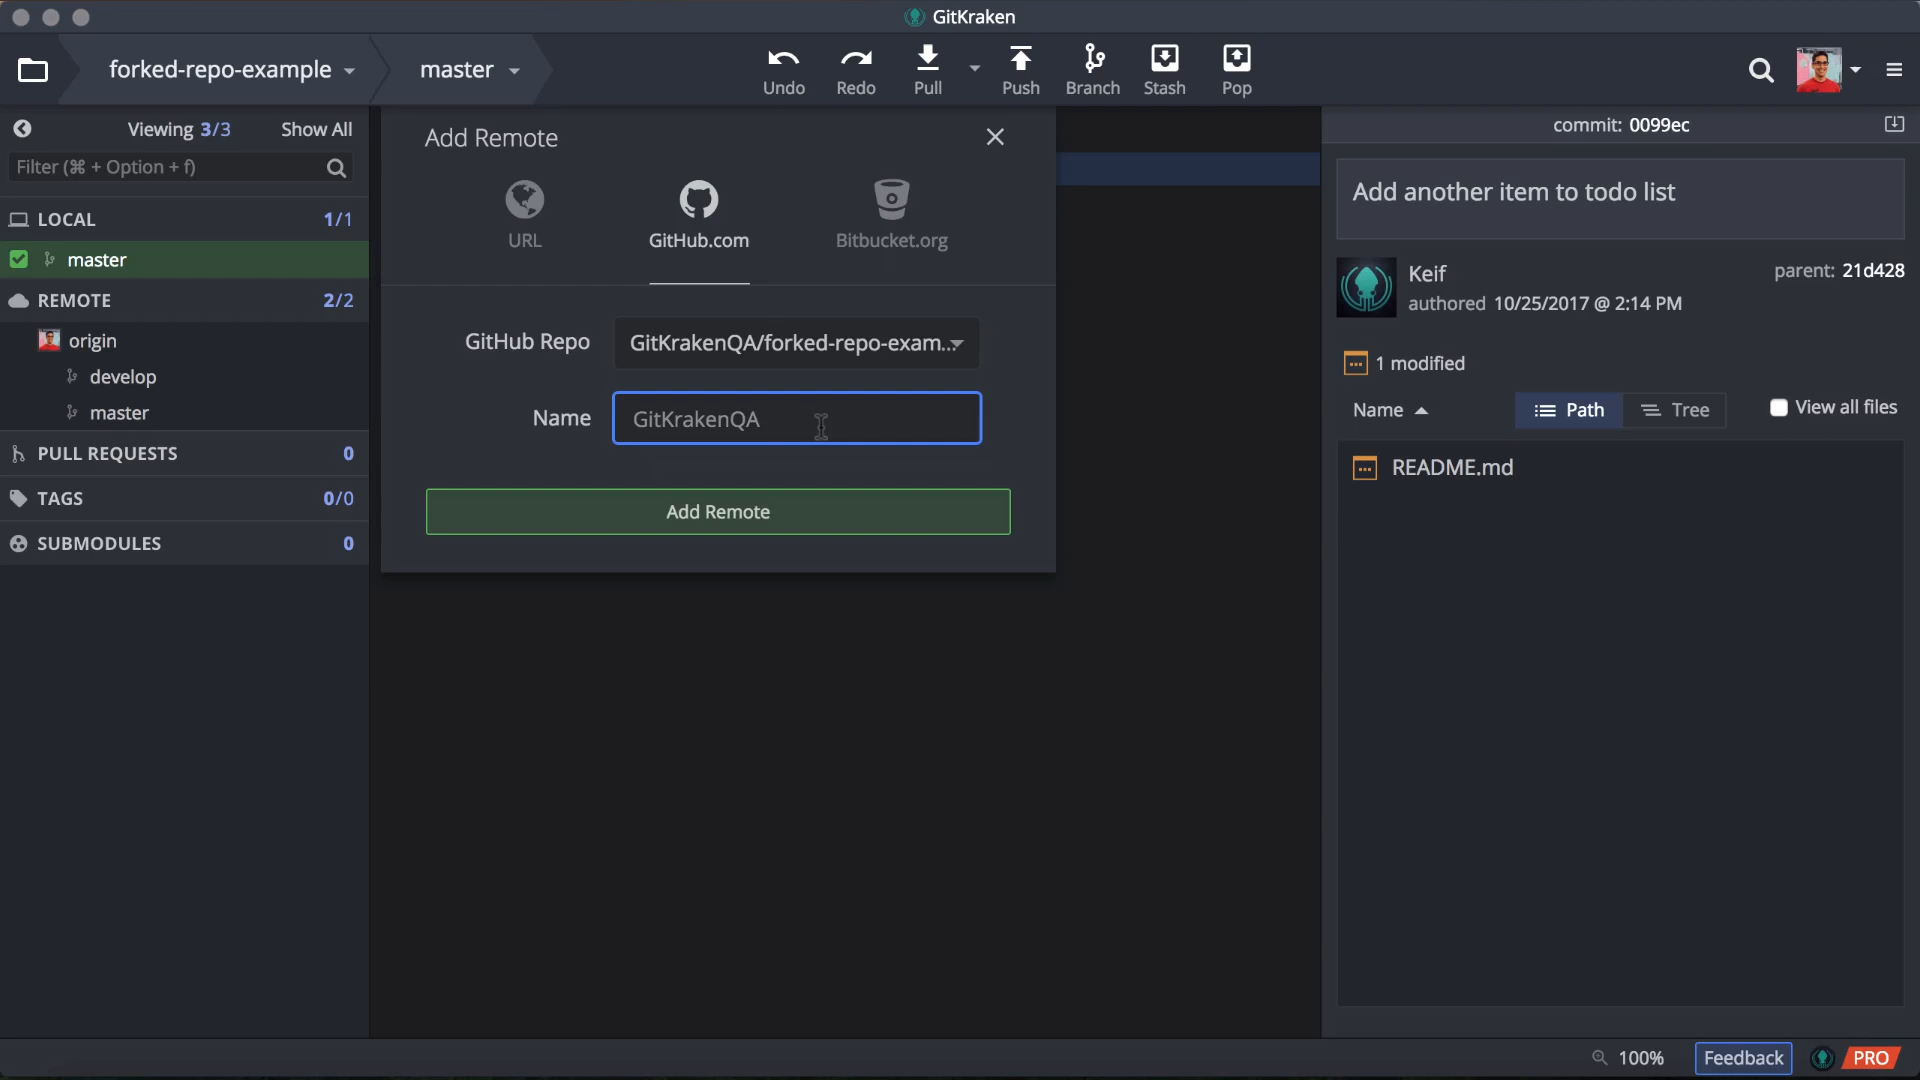 GitKraken
forked-repo-example
master
Undo
Redo
Pull
Push
Branch
Stash
Pop
Viewing 3/3
Show All
Filter (⌘ + Option + f)
LOCAL 1/1
master
REMOTE 2/2
origin
develop
master
PULL REQUESTS 0
TAGS 0/0
SUBMODULES 0
Add Remote
URL
GitHub.com
Bitbucket.org
GitHub Repo
GitKrakenQA/forked-repo-exam...
Name
GitKrakenQA
Add Remote
commit: 0099ec
Add another item to todo list
Keif
parent: 21d428
authored 10/25/2017 @ 2:14 PM
1 modified
Name
Path
Tree
View all files
README.md
100%
Feedback
PRO